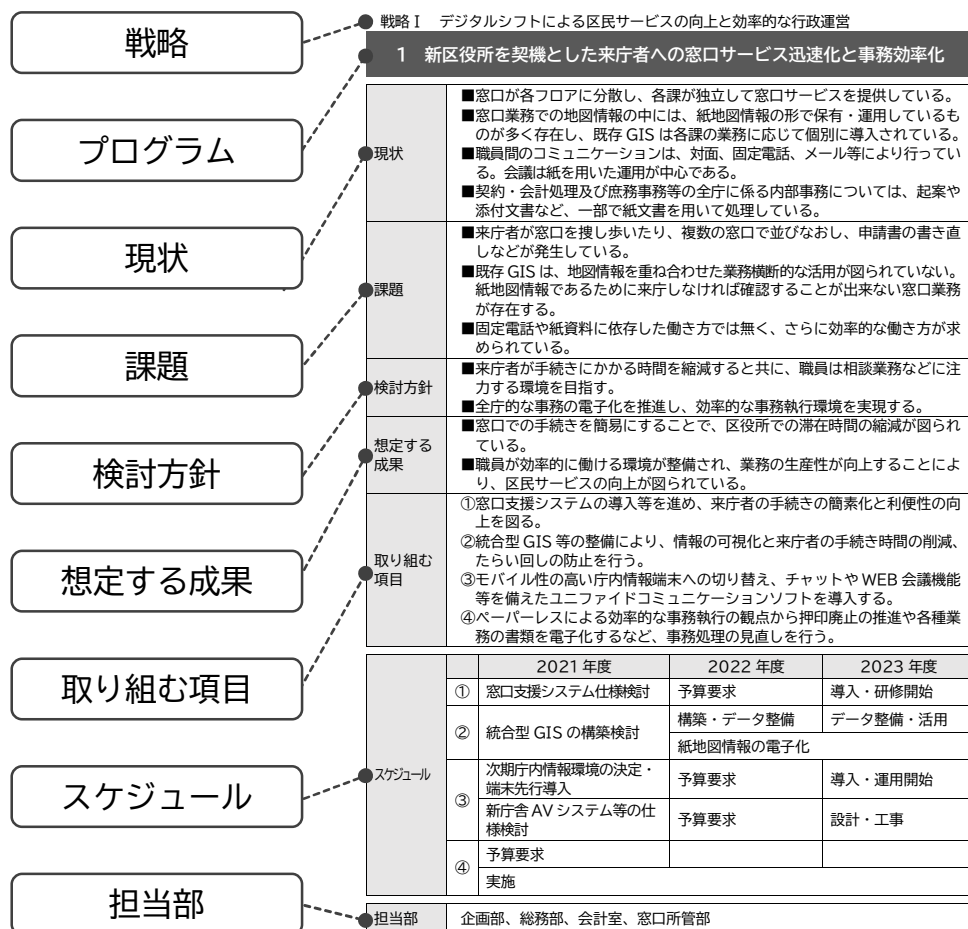 戦略
プログラム
現状
課題
検討方針
想定する成果
取り組む項目
スケジュール
担当部
戦略Ⅰ デジタルシフトによる区民サービスの向上と効率的な行政運営
1 新区役所を契機とした来庁者への窓口サービス迅速化と事務効率化
現状
■窓口が各フロアに分散し、各課が独立して窓口サービスを提供している。
■窓口業務での地図情報の中には、紙地図情報の形で保有・運用しているも
のが多く存在し、既存 GIS は各課の業務に応じて個別に導入されている。
■職員間のコミュニケーションは、対面、固定電話、メール等により行ってい
る。会議は紙を用いた運用が中心である。
■契約・会計処理及び庶務事務等の全庁に係る内部事務については、起案や
添付文書など、一部で紙文書を用いて処理している。
課題
■来庁者が窓口を捜し歩いたり、複数の窓口で並びなおし、申請書の書き直
しなどが発生している。
■既存 GIS は、地図情報を重ね合わせた業務横断的な活用が図られていない。
紙地図情報であるために来庁しなければ確認することが出来ない窓口業務
が存在する。
■固定電話や紙資料に依存した働き方では無く、さらに効率的な働き方が求
められている。
検討方針
■来庁者が手続きにかかる時間を縮減すると共に、職員は相談業務などに注
力する環境を目指す。
■全庁的な事務の電子化を推進し、効率的な事務執行環境を実現する。
想定する
成果
■窓口での手続きを簡易にすることで、区役所での滞在時間の縮減が図られ
ている。
■職員が効率的に働ける環境が整備され、業務の生産性が向上することによ
り、区民サービスの向上が図られている。
取り組む
項目
①窓口支援システムの導入等を進め、来庁者の手続きの簡素化と利便性の向
上を図る。
②統合型 GIS 等の整備により、情報の可視化と来庁者の手続き時間の削減、
たらい回しの防止を行う。
③モバイル性の高い庁内情報端末への切り替え、チャットや WEB 会議機能
等を備えたユニファイドコミュニケーションソフトを導入する。
④ペーパーレスによる効率的な事務執行の観点から押印廃止の推進や各種業
務の書類を電子化するなど、事務処理の見直しを行う。
スケジュール
2021 年度 2022 年度 2023 年度
① 窓口支援システム仕様検討 予算要求 導入・研修開始
② 統合型 GIS の構築検討 構築・データ整備 データ整備・活用
紙地図情報の電子化
③ 次期庁内情報環境の決定・
端末先行導入 予算要求 導入・運用開始
新庁舎 AV システム等の仕
様検討 予算要求 設計・工事
④ 予算要求
実施
担当部 企画部、総務部、会計室、窓口所管部